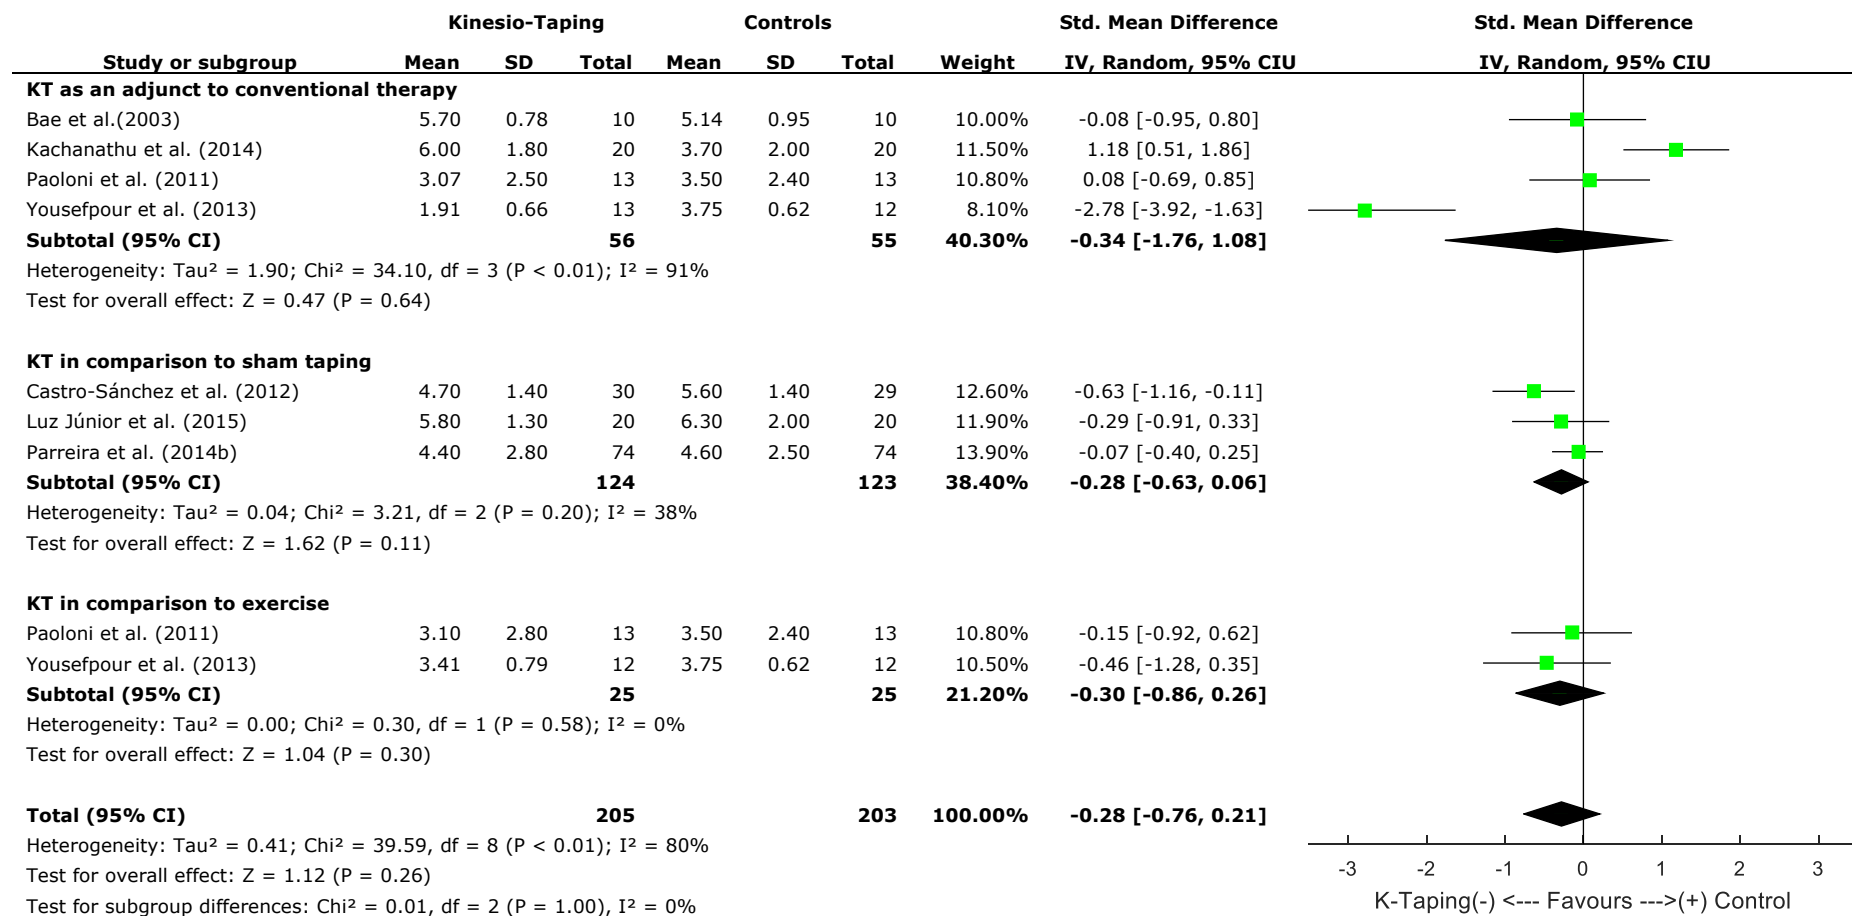 Kinesio-Taping Controls Std. Mean Difference Std. Mean Difference
Study or subgroup Mean SD Total Mean SD Total Weight IV, Random, 95% CIU IV, Random, 95% CIU
KT as an adjunct to conventional therapy
Bae et al.(2003) 5.70 0.78 10 5.14 0.95 10 10.00% -0.08 [-0.95, 0.80]
Kachanathu et al. (2014) 6.00 1.80 20 3.70 2.00 20 11.50% 1.18 [0.51, 1.86]
Paoloni et al. (2011) 3.07 2.50 13 3.50 2.40 13 10.80% 0.08 [-0.69, 0.85]
Yousefpour et al. (2013) 1.91 0.66 13 3.75 0.62 12 8.10% -2.78 [-3.92, -1.63]
Subtotal (95% CI) 56 55 40.30% -0.34 [-1.76, 1.08]
Heterogeneity: Tau² = 1.90; Chi² = 34.10, df = 3 (P < 0.01); I² = 91%
Test for overall effect: Z = 0.47 (P = 0.64)
KT in comparison to sham taping
Castro-Sánchez et al. (2012) 4.70 1.40 30 5.60 1.40 29 12.60% -0.63 [-1.16, -0.11]
Luz Júnior et al. (2015) 5.80 1.30 20 6.30 2.00 20 11.90% -0.29 [-0.91, 0.33]
Parreira et al. (2014b) 4.40 2.80 74 4.60 2.50 74 13.90% -0.07 [-0.40, 0.25]
Subtotal (95% CI) 124 123 38.40% -0.28 [-0.63, 0.06]
Heterogeneity: Tau² = 0.04; Chi² = 3.21, df = 2 (P = 0.20); I² = 38%
Test for overall effect: Z = 1.62 (P = 0.11)
KT in comparison to exercise
Paoloni et al. (2011) 3.10 2.80 13 3.50 2.40 13 10.80% -0.15 [-0.92, 0.62]
Yousefpour et al. (2013) 3.41 0.79 12 3.75 0.62 12 10.50% -0.46 [-1.28, 0.35]
Subtotal (95% CI) 25 25 21.20% -0.30 [-0.86, 0.26]
Heterogeneity: Tau² = 0.00; Chi² = 0.30, df = 1 (P = 0.58); I² = 0%
Test for overall effect: Z = 1.04 (P = 0.30)
Total (95% CI) 205 203 100.00% -0.28 [-0.76, 0.21]
Heterogeneity: Tau² = 0.41; Chi² = 39.59, df = 8 (P < 0.01); I² = 80%
Test for overall effect: Z = 1.12 (P = 0.26)
Test for subgroup differences: Chi² = 0.01, df = 2 (P = 1.00), I² = 0%
-3 -2 -1 0 1 2 3
K-Taping(-) <--- Favours --->(+) Control